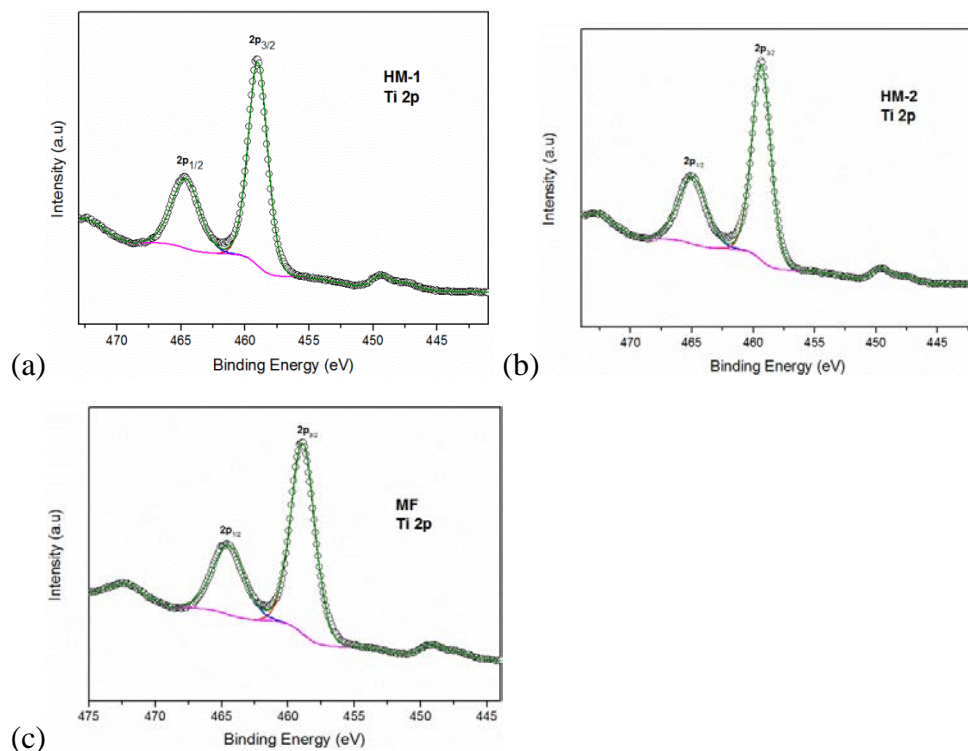 2p3/2
HM-1
Ti 2p
2p1/2
Intensity (a.u)
470 465 460 455 450 445
Binding Energy (eV)
(a)
2p3/2
HM-2
Ti 2p
2p1/2
Intensity (a.u)
470 465 460 455 450 445
Binding Energy (eV)
(b)
2p3/2
MF
Ti 2p
2p1/2
Intensity (a.u)
475 470 465 460 455 450 445
Binding Energy (eV)
(c)